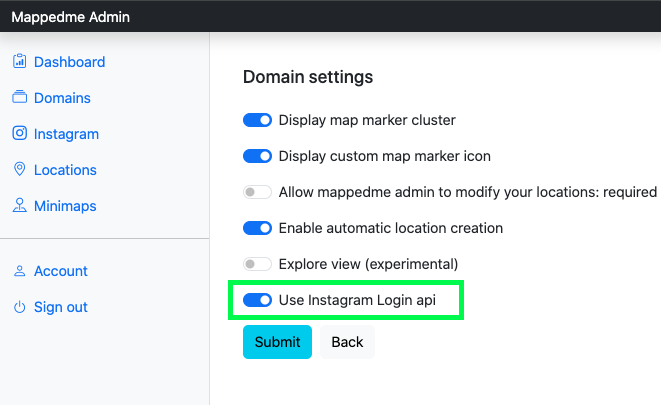 Mappedme Admin
Dashboard
Domains
Instagram
Locations
Minimaps
Account
Sign out
Domain settings
Display map marker cluster
Display custom map marker icon
Allow mappedme admin to modify your locations: required
Enable automatic location creation
Explore view (experimental)
Use Instagram Login api
Submit Back